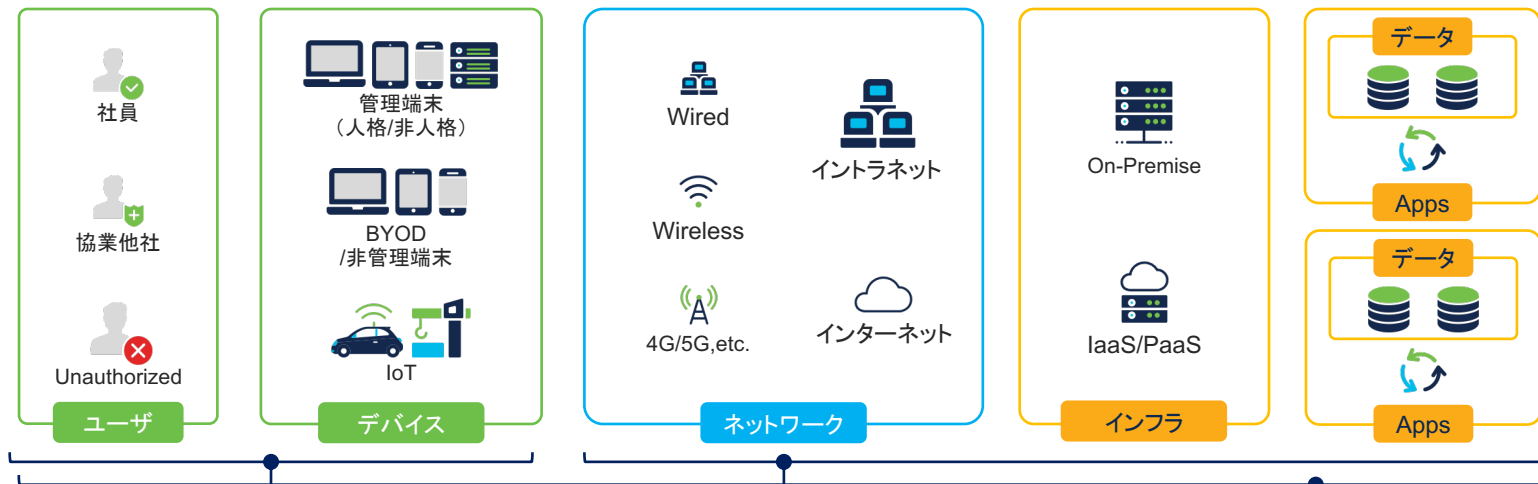 社員
協業他社
Unauthorized
ユーザ
管理端末
（人格/非人格）
BYOD
/非管理端末
IoT
デバイス
Wired
Wireless
4G/5G,etc.
イントラネット
インターネット
ネットワーク
On-Premise
IaaS/PaaS
インフラ
データ
Apps
データ
Apps